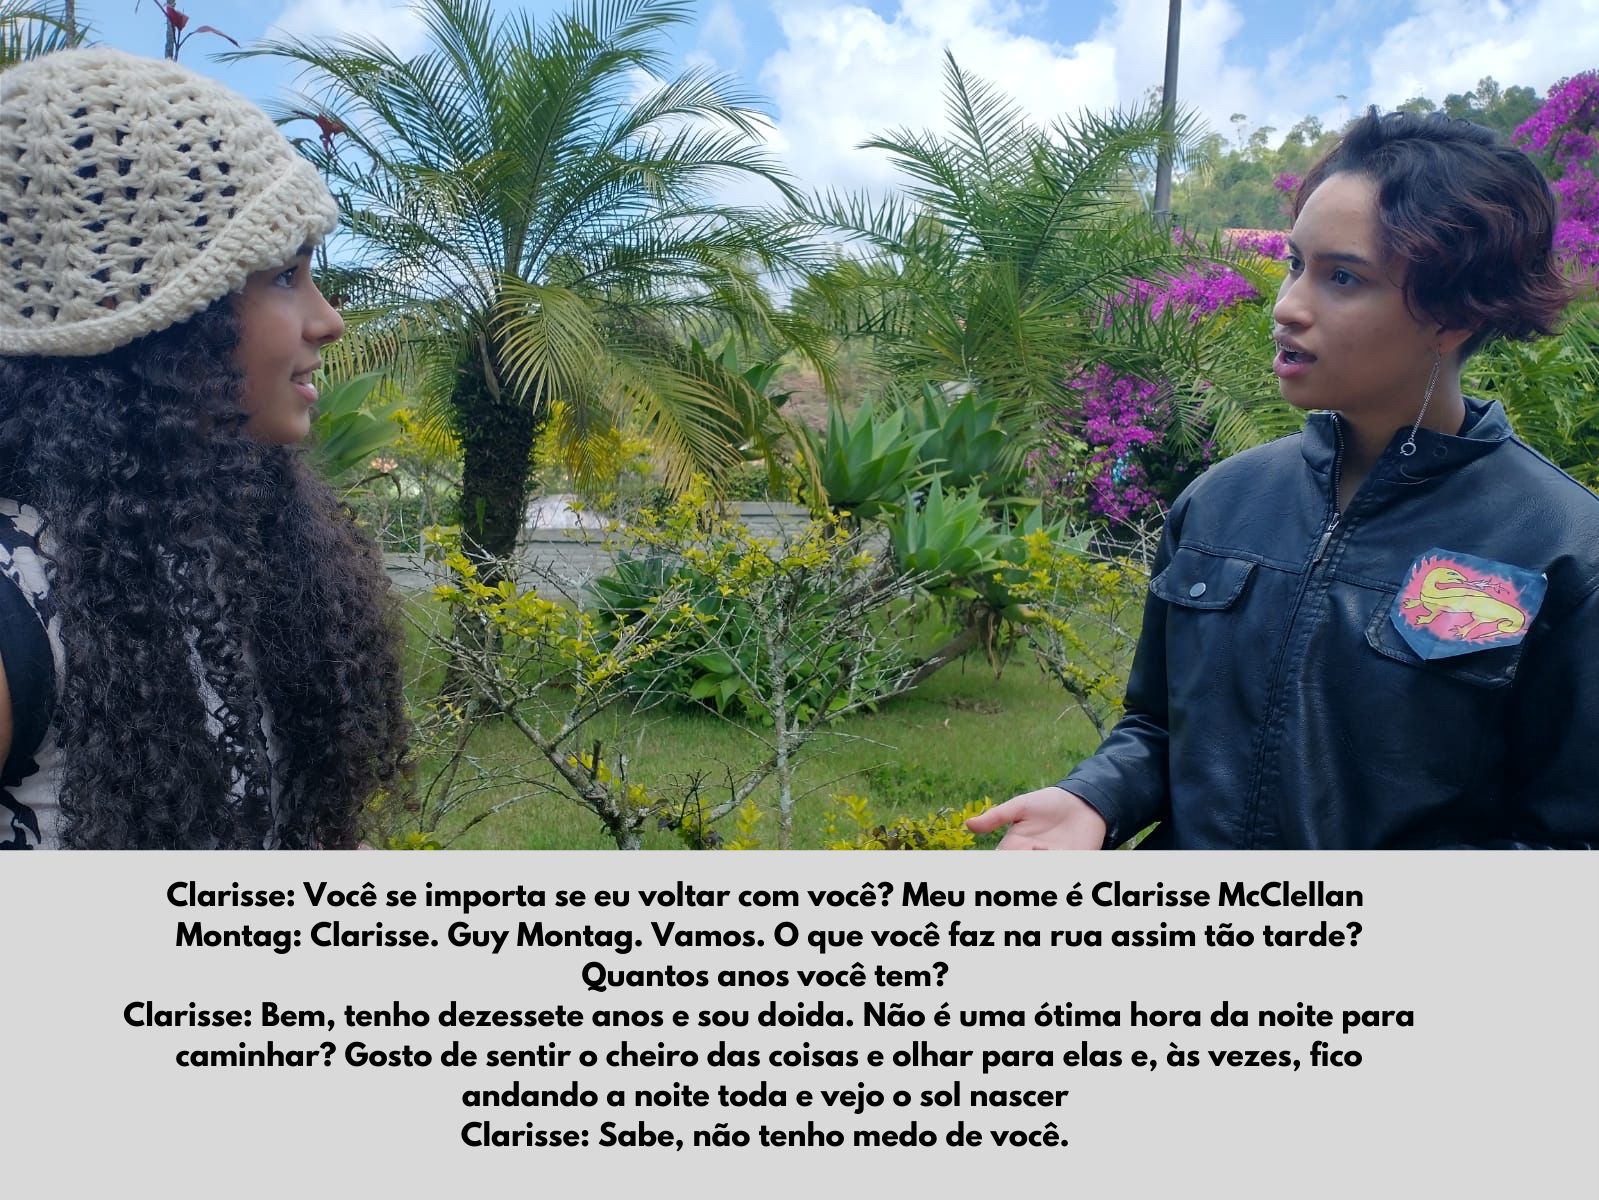 Clarisse: Você se importa se eu voltar com você? Meu nome é Clarisse McClellan
Montag: Clarisse. Guy Montag. Vamos. O que você faz na rua assim tão tarde?
Quantos anos você tem?
Clarisse: Bem, tenho dezessete anos e sou doida. Não é uma ótima hora da noite para
caminhar? Gosto de sentir o cheiro das coisas e olhar para elas e, às vezes, fico
andando a noite toda e vejo o sol nascer
Clarisse: Sabe, não tenho medo de você.